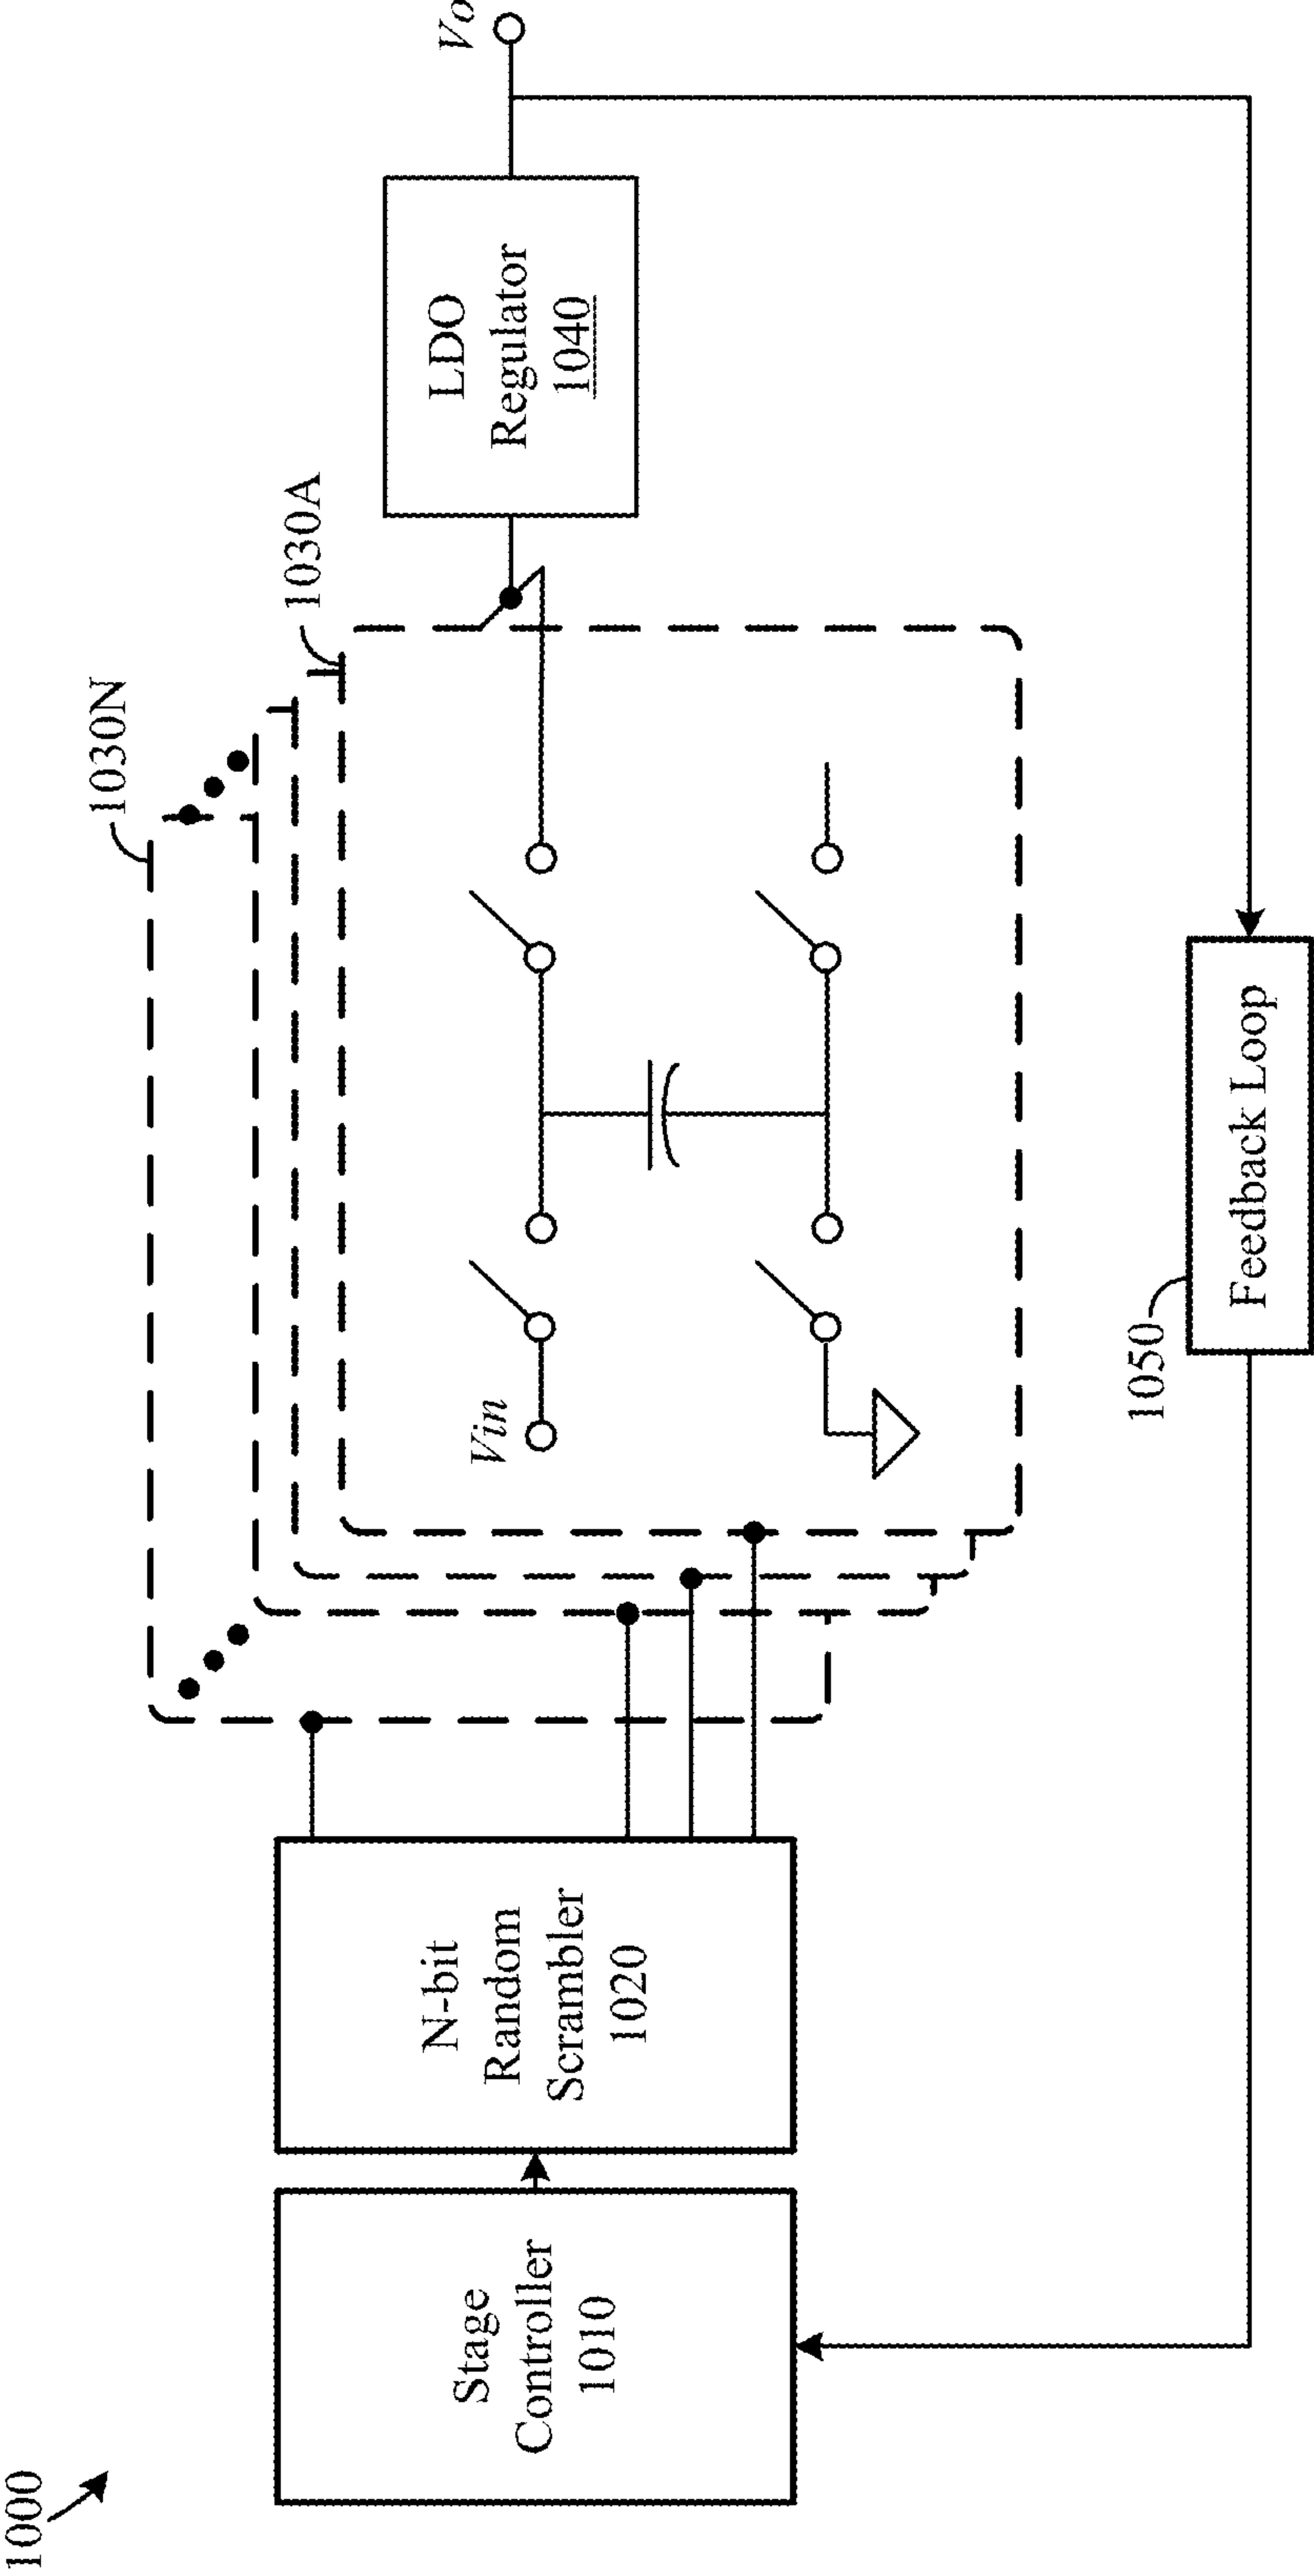 1000
Stage
Controller
1010
N-bit
Random
Scrambler
1020
1030N
1030A
Vin
LDO
Regulator
1040
Vo
1050
Feedback Loop